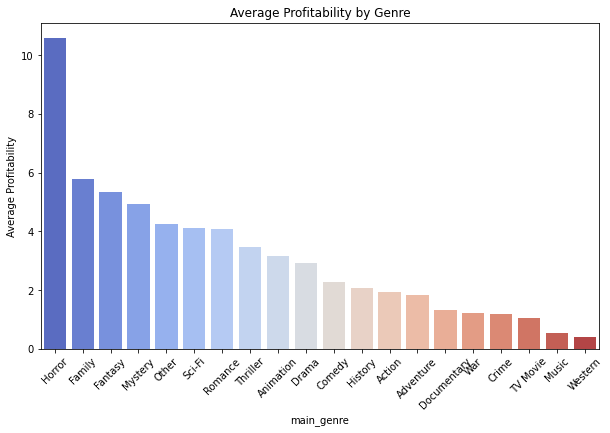 Average Profitability by Genre
Average Profitability
10
8
6
4
2
0
Horror
Family
Fantasy
Mystery
Other
Sci-Fi
Romance
Thriller
Animation
Drama
Comedy
History
Action
Adventure
Documentary
War
Crime
TV Movie
Music
Western
main_genre